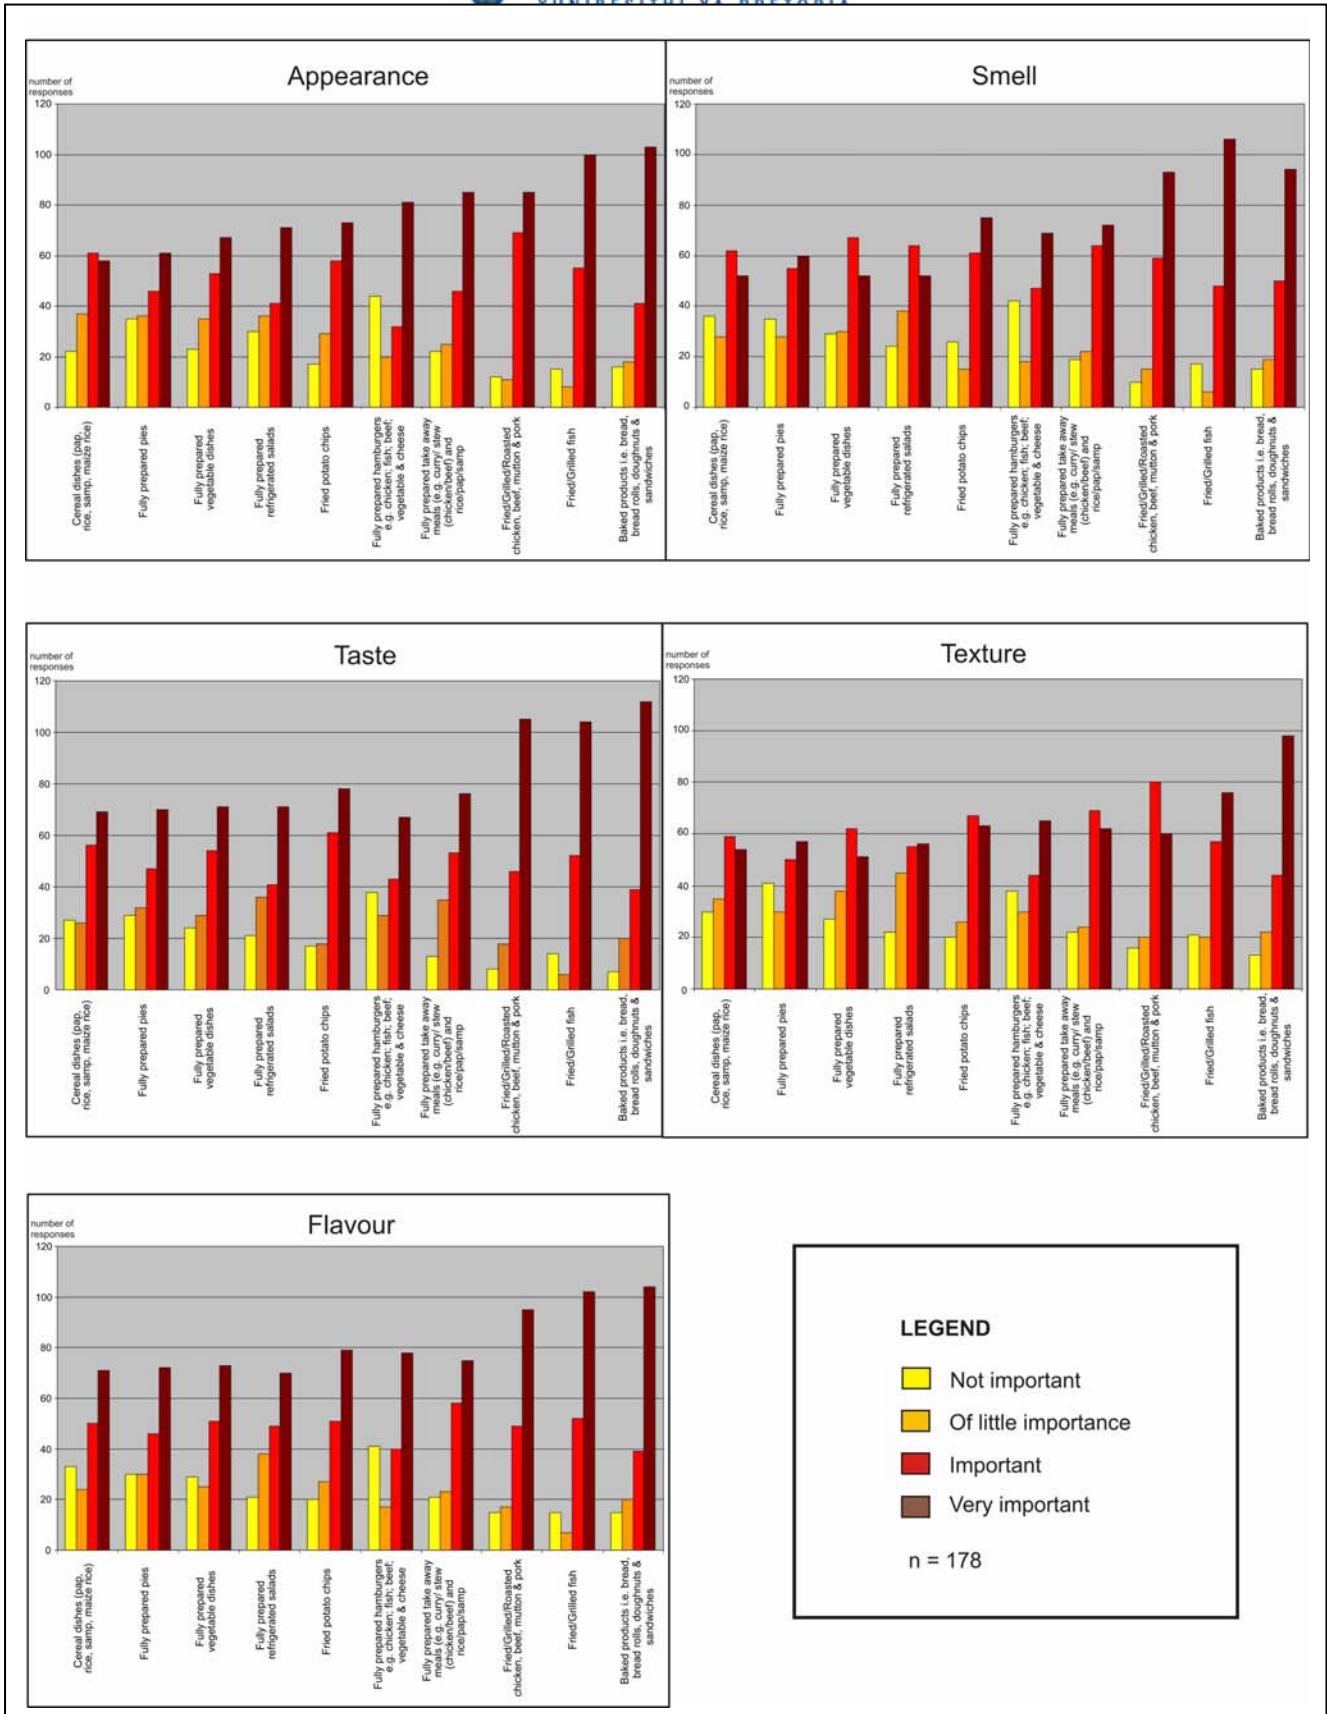 number of
responses
Appearance
120
100
80
60
40
20
0
Cereal dishes (pap,
rice, samp, maize rice)
Fully prepared pies
Fully prepared
vegetable dishes
Fully prepared
refrigerated salads
Fried potato chips
Fully prepared hamburgers
e.g. chicken; fish; beef;
vegetable & cheese
Fully prepared take away
meals (e.g. curry/ stew
(chicken/beef) and
rice/pap/samp
Fried/Grilled/Roasted
chicken, beef, mutton & pork
Fried/Grilled fish
Baked products i.e. bread,
bread rolls, doughnuts &
sandwiches
number of
responses
Smell
120
100
80
60
40
20
0
Cereal dishes (pap,
rice, samp, maize rice)
Fully prepared pies
Fully prepared
vegetable dishes
Fully prepared
refrigerated salads
Fried potato chips
Fully prepared hamburgers
e.g. chicken; fish; beef;
vegetable & cheese
Fully prepared take away
meals (e.g. curry/ stew
(chicken/beef) and
rice/pap/samp
Fried/Grilled/Roasted
chicken, beef, mutton & pork
Fried/Grilled fish
Baked products i.e. bread,
bread rolls, doughnuts &
sandwiches
number of
responses
Taste
120
100
80
60
40
20
0
Cereal dishes (pap,
rice, samp, maize rice)
Fully prepared pies
Fully prepared
vegetable dishes
Fully prepared
refrigerated salads
Fried potato chips
Fully prepared hamburgers
e.g. chicken; fish; beef;
vegetable & cheese
Fully prepared take away
meals (e.g. curry/ stew
(chicken/beef) and
rice/pap/samp
Fried/Grilled/Roasted
chicken, beef, mutton & pork
Fried/Grilled fish
Baked products i.e. bread,
bread rolls, doughnuts &
sandwiches
number of
responses
Texture
120
100
80
60
40
20
0
Cereal dishes (pap,
rice, samp, maize rice)
Fully prepared pies
Fully prepared
vegetable dishes
Fully prepared
refrigerated salads
Fried potato chips
Fully prepared hamburgers
e.g. chicken; fish; beef;
vegetable & cheese
Fully prepared take away
meals (e.g. curry/ stew
(chicken/beef) and
rice/pap/samp
Fried/Grilled/Roasted
chicken, beef, mutton & pork
Fried/Grilled fish
Baked products i.e. bread,
bread rolls, doughnuts &
sandwiches
number of
responses
Flavour
120
100
80
60
40
20
0
Cereal dishes (pap,
rice, samp, maize rice)
Fully prepared pies
Fully prepared
vegetable dishes
Fully prepared
refrigerated salads
Fried potato chips
Fully prepared hamburgers
e.g. chicken; fish; beef;
vegetable & cheese
Fully prepared take away
meals (e.g. curry/ stew
(chicken/beef) and
rice/pap/samp
Fried/Grilled/Roasted
chicken, beef, mutton & pork
Fried/Grilled fish
Baked products i.e. bread,
bread rolls, doughnuts &
sandwiches
LEGEND
Not important
Of little importance
Important
Very important
n = 178